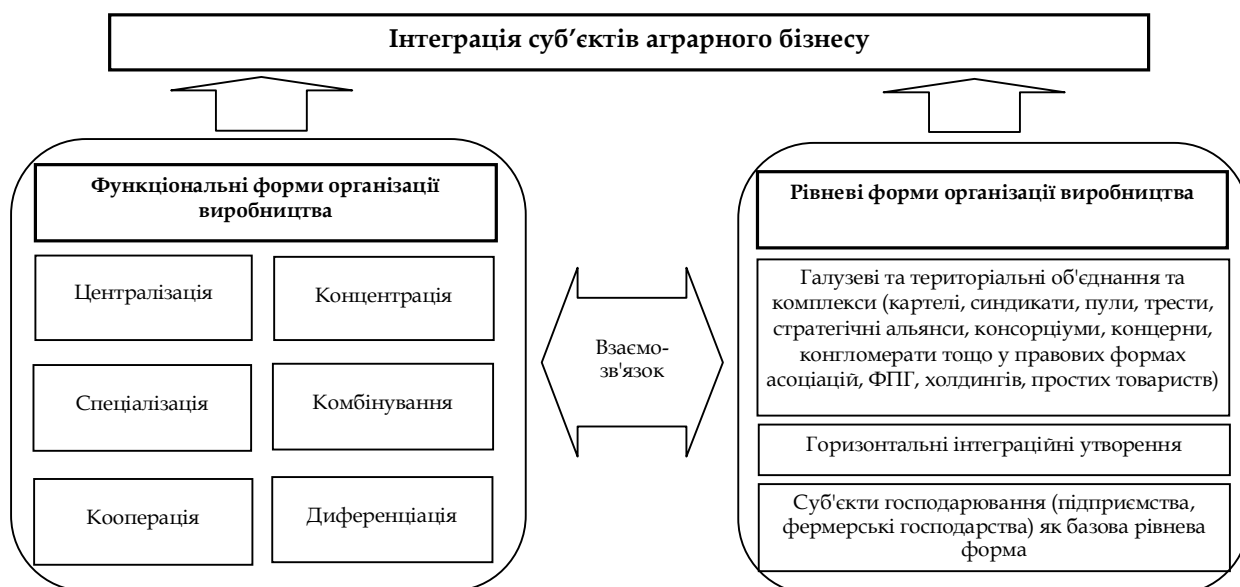 Інтеграція суб’єктів аграрного бізнесу
Функціональні форми організації
виробництва
Централізація
Концентрація
Спеціалізація
Комбінування
Кооперація
Диференціація
Взаємо-
зв'язок
Рівневі форми організації виробництва
Галузеві та територіальні об'єднання та
комплекси (картелі, синдикати, пули, трести,
стратегічні альянси, консорціуми, концерни,
конгломерати тощо у правових формах
асоціацій, ФПГ, холдингів, простих товариств)
Горизонтальні інтеграційні утворення
Суб'єкти господарювання (підприємства,
фермерські господарства) як базова рівнева
форма